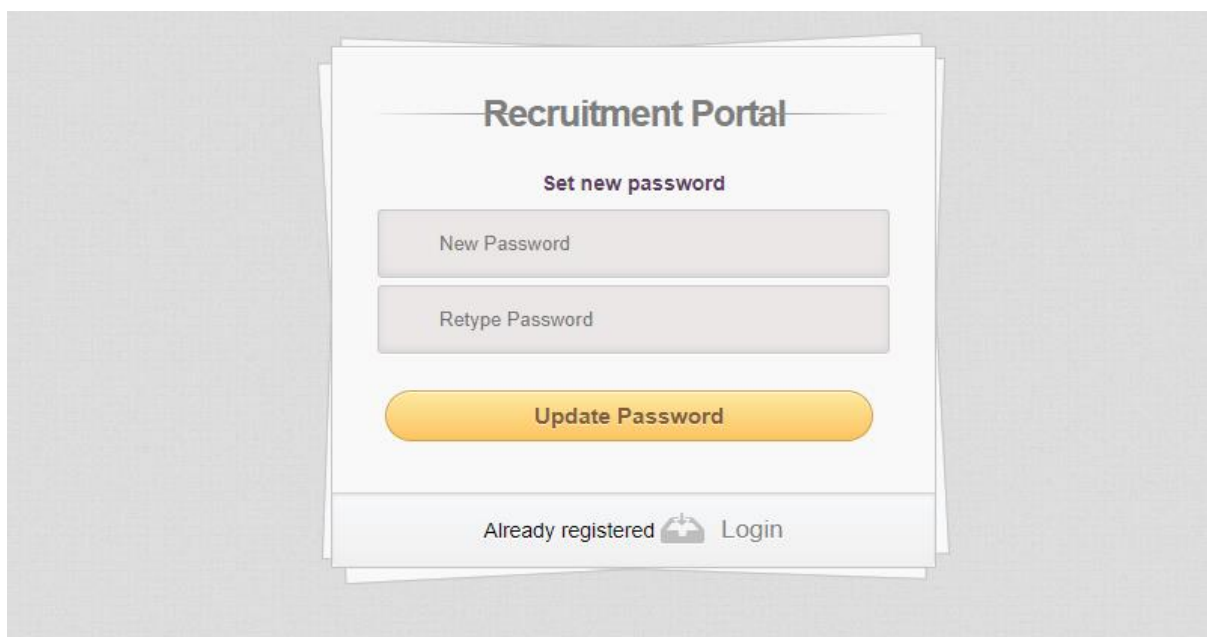 Recruitment Portal
Set new password
New Password
Retype Password
Update Password
Already registered Login